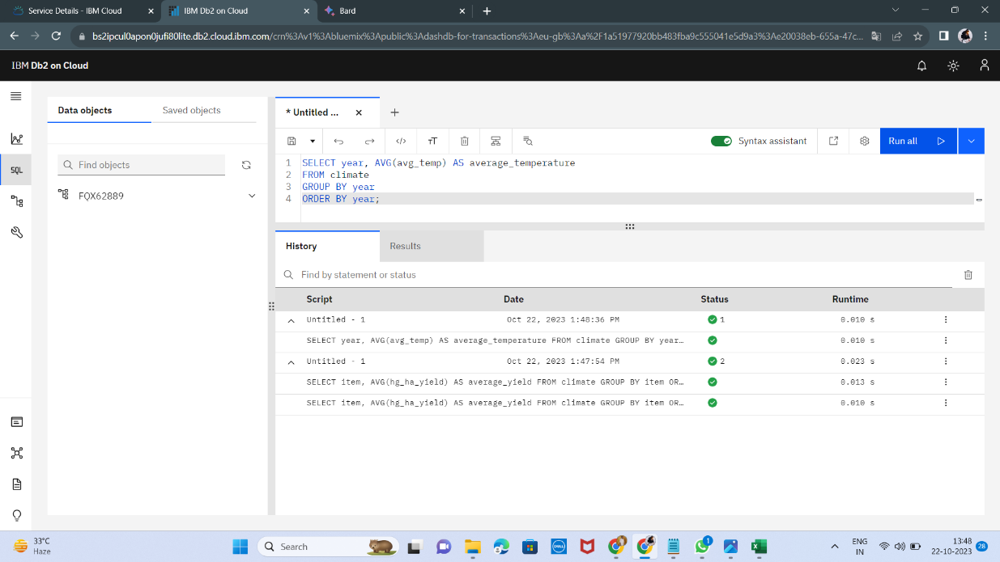 Service Details - IBM Cloud
IBM Db2 on Cloud
Bard
bs2ipcul0apon0jufi80lite.db2.cloud.ibm.com/crn%3Av1%3Abluemix%3Apublic%3Adashdb-for-transactions%3Aeu-gb%3Aa%2F1a51977920bb483fba9c555041e5d9a3%3Ae20038eb-655a-47c...
IBM Db2 on Cloud
Data objects
Saved objects
* Untitled ...
Syntax assistant
Run all
SQL
Find objects
FQX62889
1 SELECT year, AVG(avg_temp) AS average_temperature
2 FROM climate
3 GROUP BY year
4 ORDER BY year;
History
Results
Find by statement or status
Script Date Status Runtime
Untitled - 1 Oct 22, 2023 1:48:36 PM 1 0.010 s
SELECT year, AVG(avg_temp) AS average_temperature FROM climate GROUP BY year... 0.010 s
Untitled - 1 Oct 22, 2023 1:47:54 PM 2 0.023 s
SELECT item, AVG(hg_ha_yield) AS average_yield FROM climate GROUP BY item OR... 0.013 s
SELECT item, AVG(hg_ha_yield) AS average_yield FROM climate GROUP BY item OR... 0.010 s
33°C
Haze
Search
DELL
1
ENG
IN
13:48
22-10-2023
28